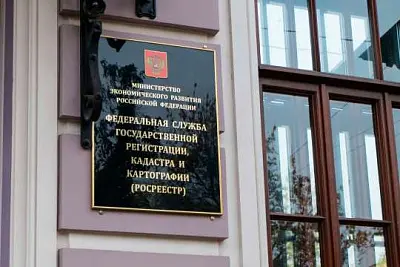 МИНИСТЕРСТВО
ЭКОНОМИЧЕСКОГО РАЗВИТИЯ
РОССИЙСКОЙ ФЕДЕРАЦИИ
ФЕДЕРАЛЬНАЯ СЛУЖБА
ГОСУДАРСТВЕННОЙ
РЕГИСТРАЦИИ,
КАДАСТРА И
КАРТОГРАФИИ
(РОСРЕЕСТР)